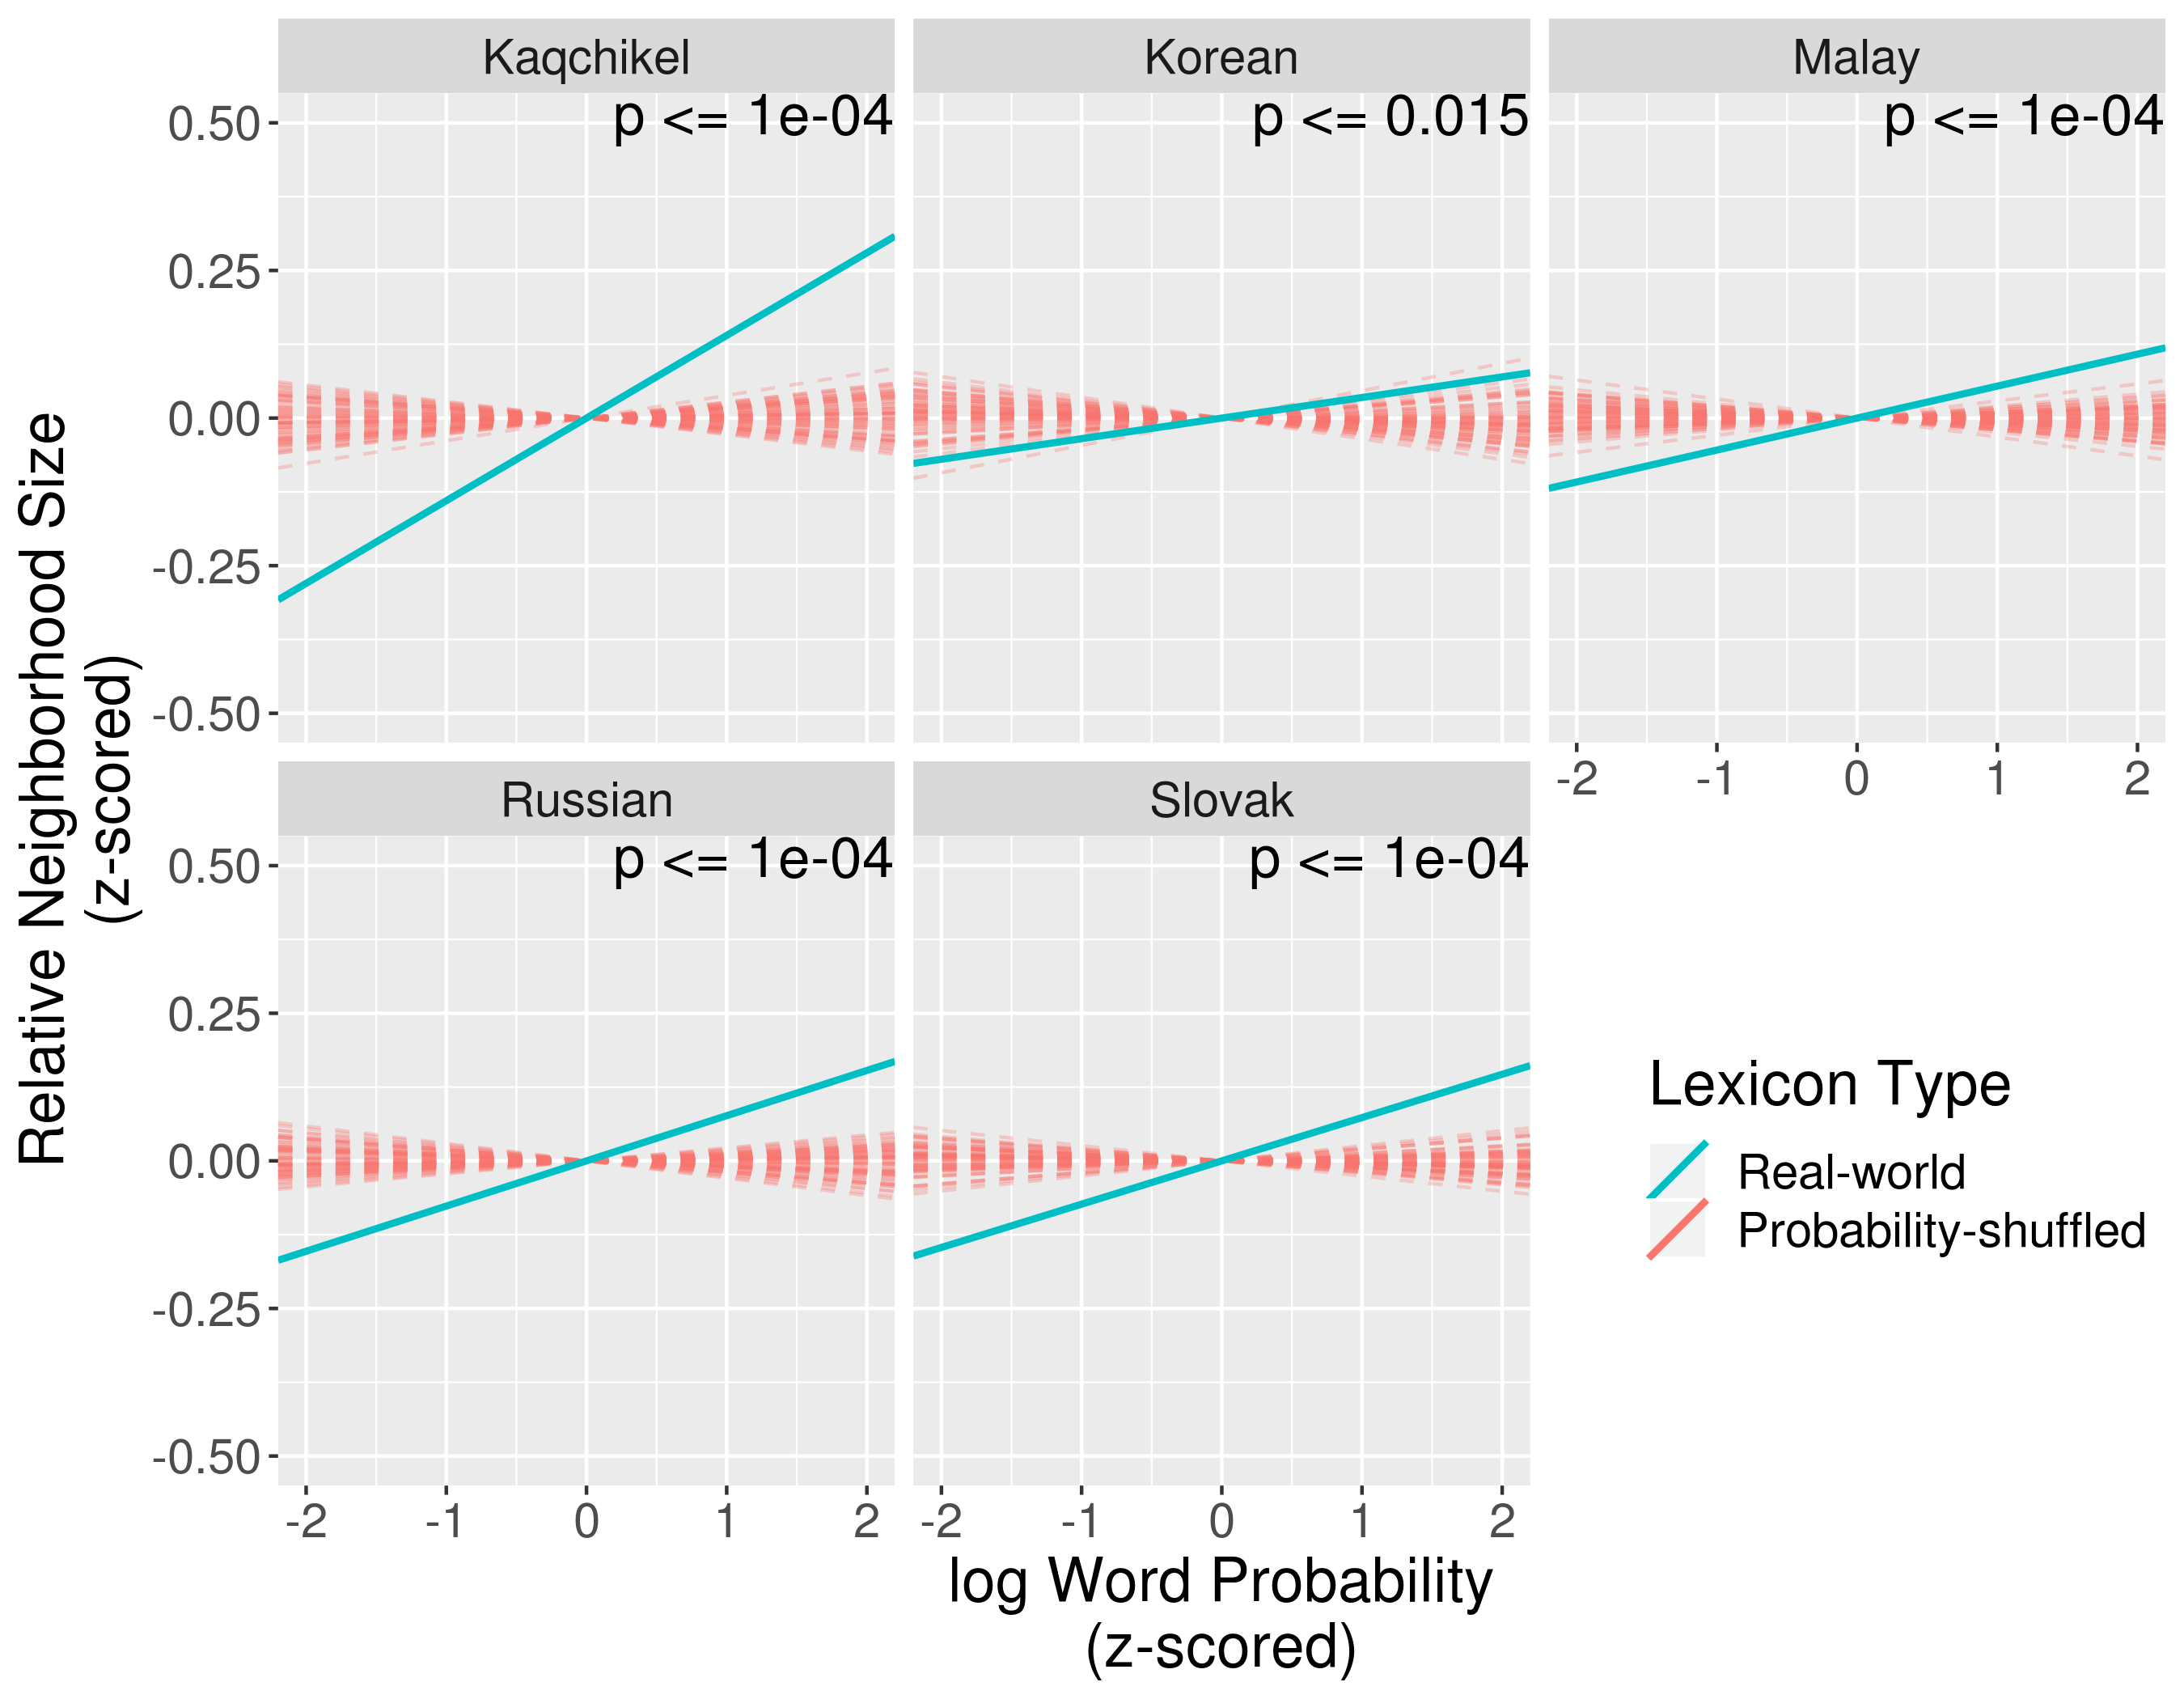 Kaqchikel
Korean
Malay
p <= 1e-04
p <= 0.015
p <= 1e-04
0.50
0.25
0.00
-0.25
-0.50
-2 -1 0 1 2
Russian
Slovak
p <= 1e-04
p <= 1e-04
0.50
0.25
0.00
-0.25
-0.50
-2 -1 0 1 2
-2 -1 0 1 2
Relative Neighborhood Size
(z-scored)
log Word Probability
(z-scored)
Lexicon Type
Real-world
Probability-shuffled